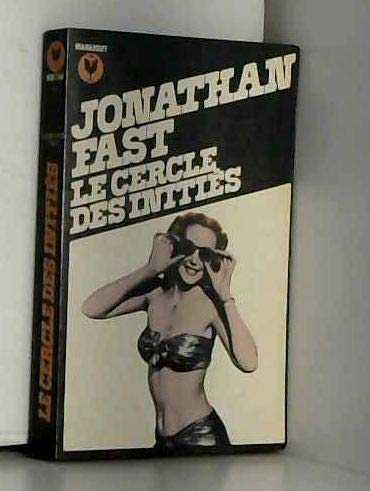 MARABOUT
JONATHAN
FAST
LE CERCLE
DES INITIÉS
LE CERCLE DES INITIÉS